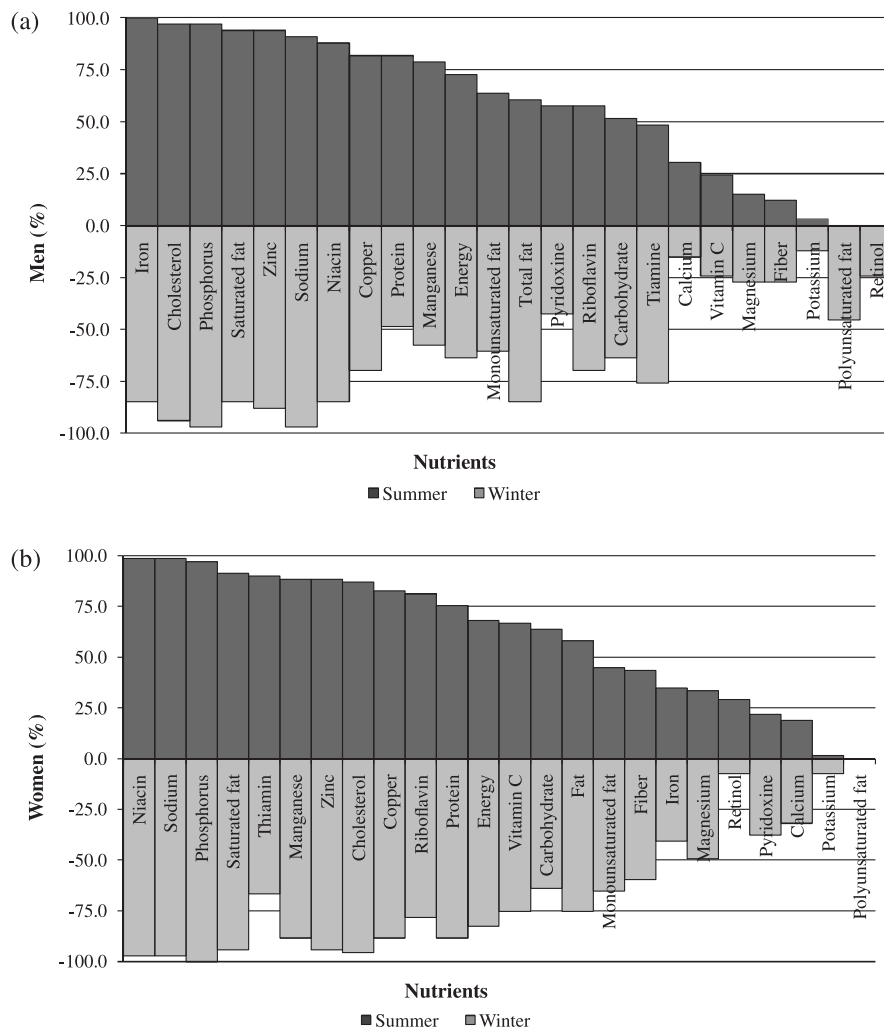 (a)
100.0
75.0
50.0
25.0
0.0
-25.0
-50.0
-75.0
-100.0
Men (%)
Iron
Cholesterol
Phosphorus
Saturated fat
Zinc
Sodium
Niacin
Copper
Protein
Manganese
Energy
Monounsaturated fat
Total fat
Pyridoxine
Riboflavin
Carbohydrate
Tiamine
Calcium
Vitamin C
Magnesium
Fiber
Potassium
Polyunsaturated fat
Retinol
Nutrients
Summer Winter
(b)
100.0
75.0
50.0
25.0
0.0
-25.0
-50.0
-75.0
-100.0
Women (%)
Niacin
Sodium
Phosphorus
Saturated fat
Thiamin
Manganese
Zinc
Cholesterol
Copper
Riboflavin
Protein
Energy
Vitamin C
Carbohydrate
Fat
Monounsaturated fat
Fiber
Iron
Magnesium
Retinol
Pyridoxine
Calcium
Potassium
Polyunsaturated fat
Nutrients
Summer Winter